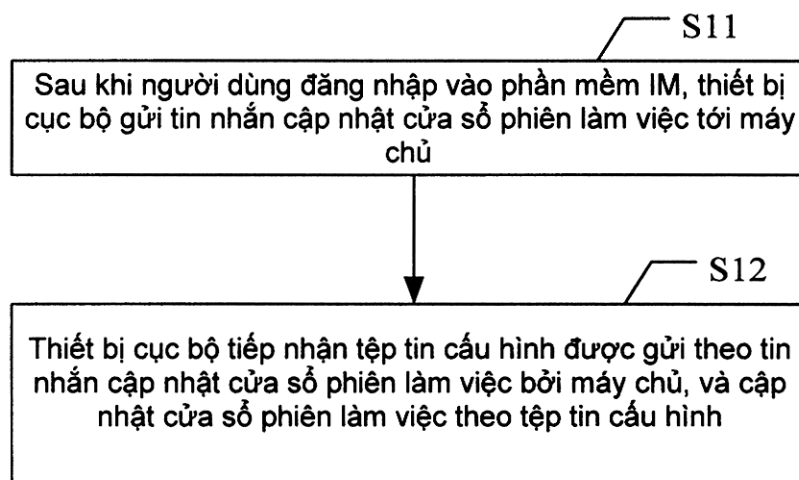 S11
Sau khi người dùng đăng nhập vào phần mềm IM, thiết bị
cục bộ gửi tin nhắn cập nhật cửa sổ phiên làm việc tới máy
chủ
S12
Thiết bị cục bộ tiếp nhận tệp tin cấu hình được gửi theo tin
nhắn cập nhật cửa sổ phiên làm việc bởi máy chủ, và cập
nhật cửa sổ phiên làm việc theo tệp tin cấu hình